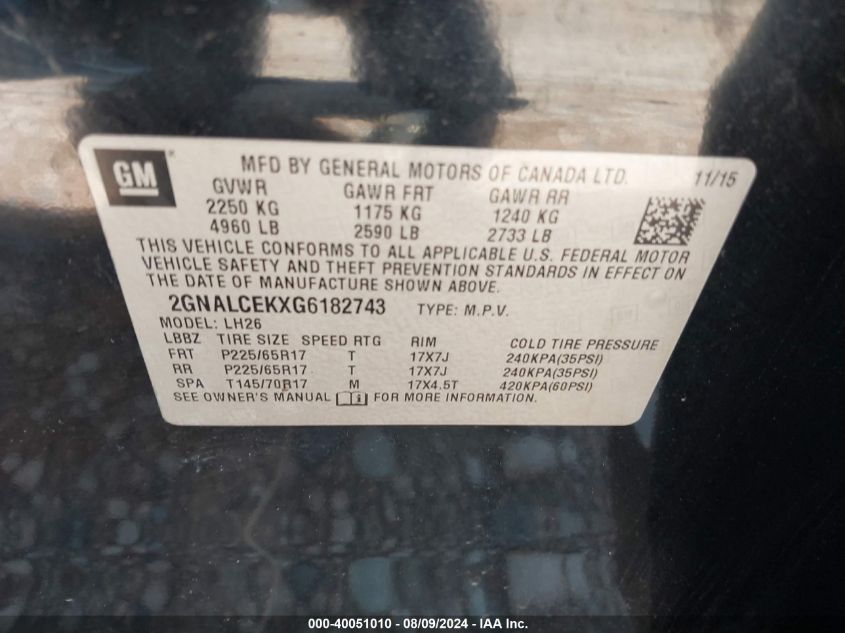 GM ® MFD BY GENERAL MOTORS OF CANADA LTD. 11/15
GVWR GAWR FRT GAWR RR
2250 KG 1175 KG 1240 KG
4960 LB 2590 LB 2733 LB
THIS VEHICLE CONFORMS TO ALL APPLICABLE U.S. FEDERAL MOTOR
VEHICLE SAFETY AND THEFT PREVENTION STANDARDS IN EFFECT ON
THE DATE OF MANUFACTURE SHOWN ABOVE.
2GNALCEKXG6182743 TYPE: M.P.V.
MODEL: LH26
LBBZ TIRE SIZE SPEED RTG RIM COLD TIRE PRESSURE
FRT P225/65R17 T 17X7J 240KPA(35PSI)
RR P225/65R17 T 17X7J 240KPA(35PSI)
SPA T145/70R17 M 17X4.5T 420KPA(60PSI)
SEE OWNER'S MANUAL FOR MORE INFORMATION.
000-40051010 - 08/09/2024 - IAA Inc.